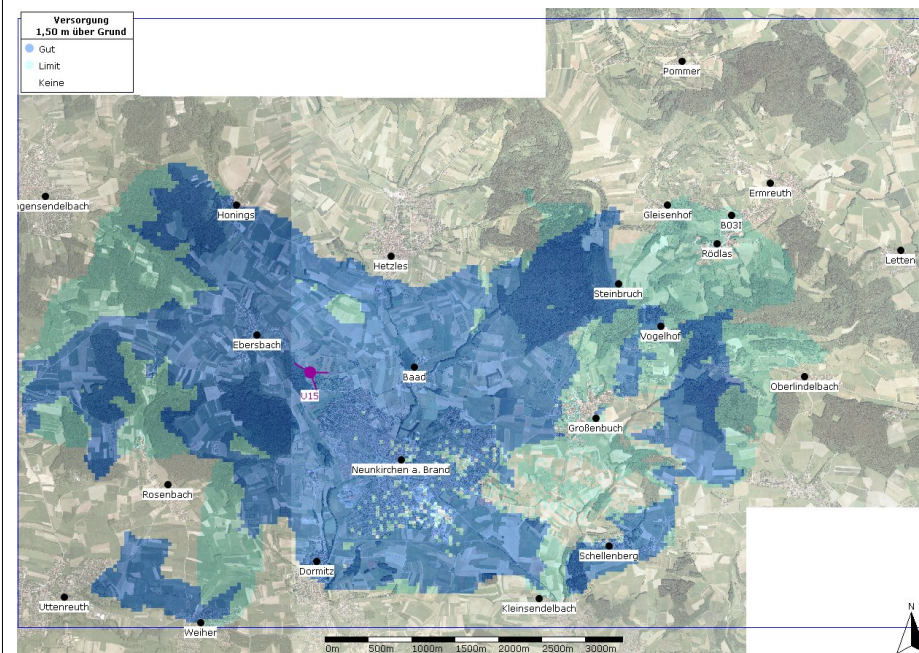 Versorgung
1,50 m über Grund
Gut
Limit
Keine
Pommer
Ermreuth
ngensendelbach
Honings
Gleisenhof
B03I
Rödlas
Letten
Hetzles
Steinbruch
Vogelhof
Ebersbach
Baad
Oberlindelbach
U15
Großenbuch
Neunkirchen a. Brand
Rosenbach
Schellenberg
Dormitz
Uttenreuth
Kleinsendelbach
Weiher
N
0m 500m 1000m 1500m 2000m 2500m 3000m